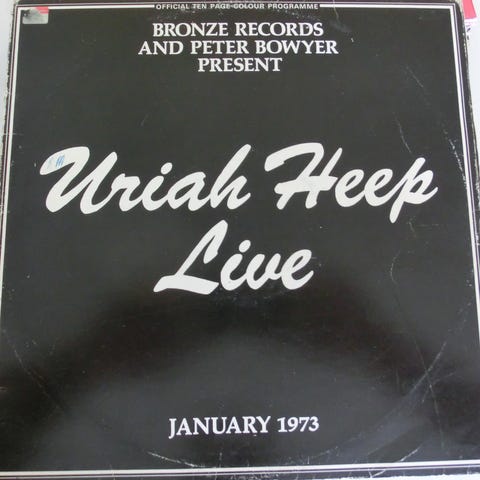 OFFICIAL TEN PAGE COLOUR PROGRAMME
BRONZE RECORDS
AND PETER BOWYER
PRESENT
Uriah Heep
Live
JANUARY 1973